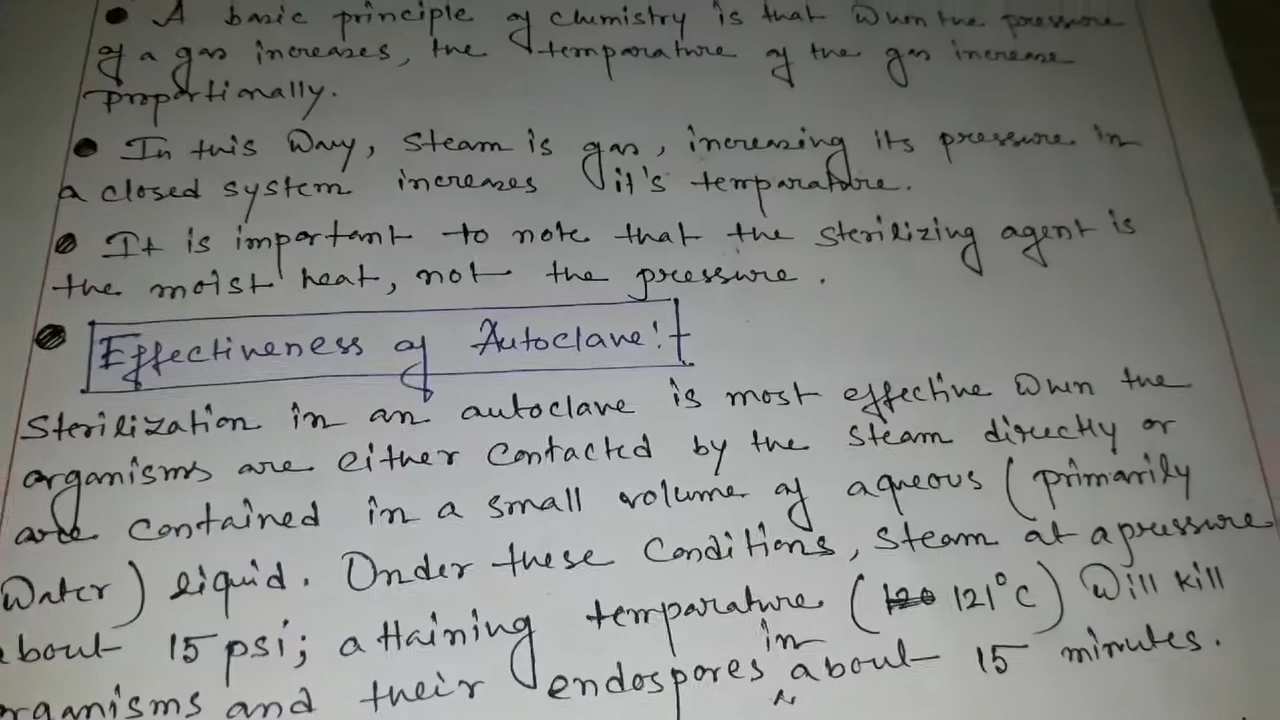 • A basic principle of chemistry is that when the pressure
of a gas increases, the temparature of the gas increase
proportionally.
• In this way, steam is gas, increasing its pressure in
a closed system increases it's temparature.
• It is important to note that the sterilizing agent is
the moist heat, not the pressure.
• Effectiveness of Autoclave:-
Sterilization in an autoclave is most effective when the
organisms are either contacted by the steam directly or
are contained in a small volume of aqueous (primarily
Water) liquid. Under these conditions, steam at a pressure
about 15 psi; attaining temparature (121°C) will kill
organisms and their endospores in about 15 minutes.